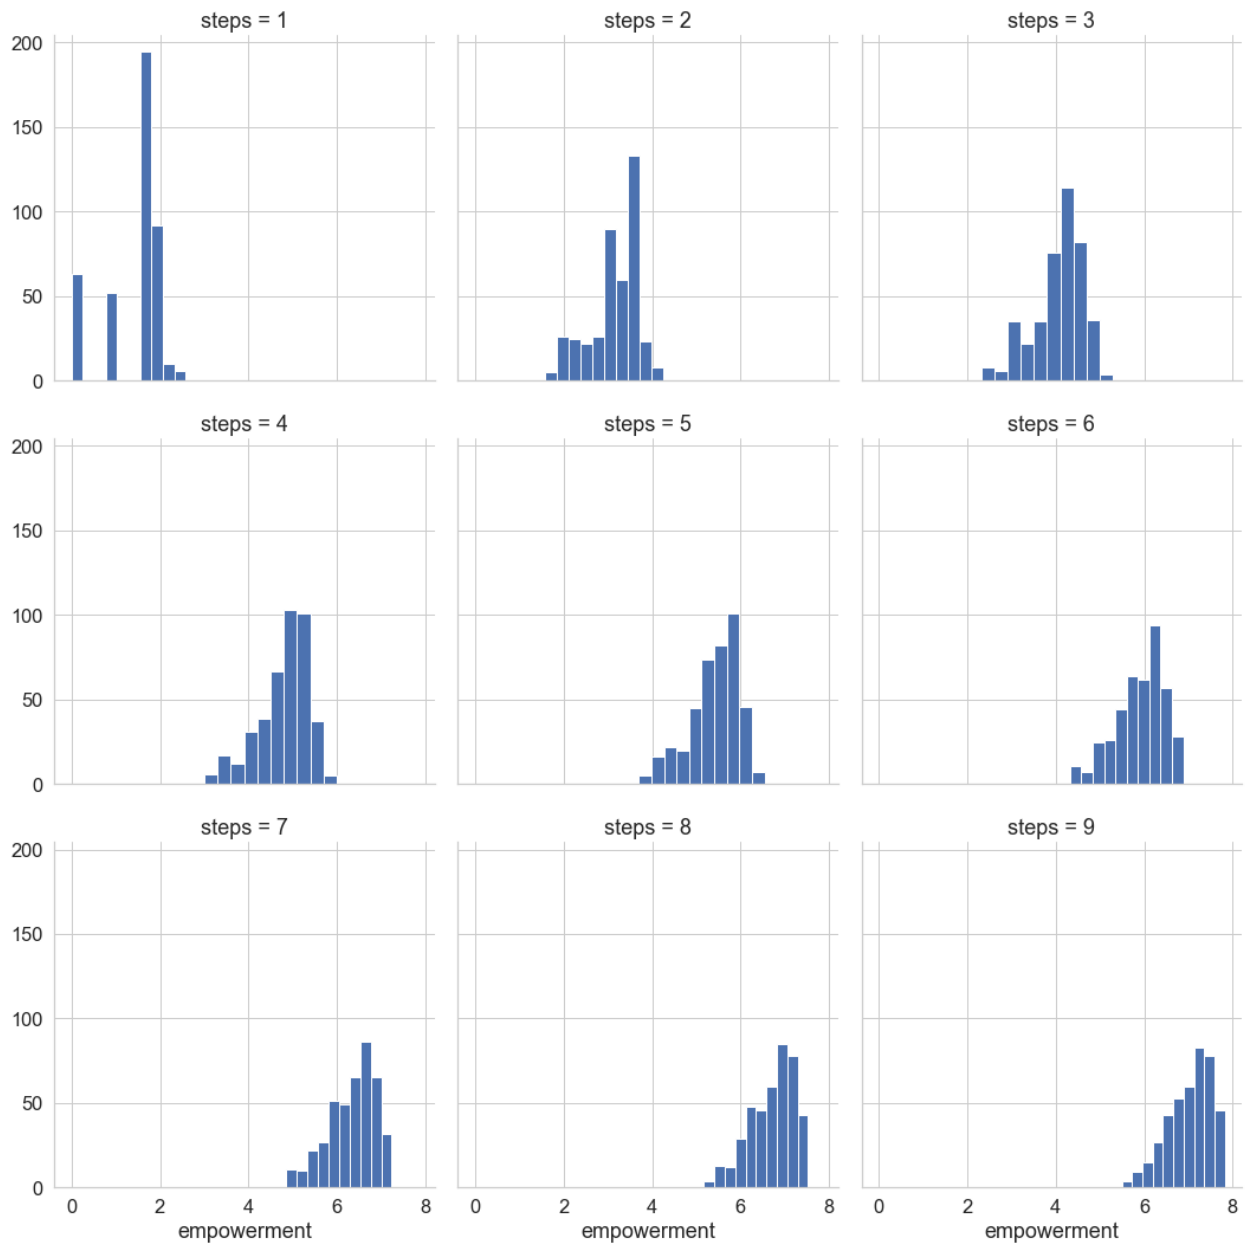 steps = 1
steps = 2
steps = 3
200
150
100
50
0
steps = 4
steps = 5
steps = 6
200
150
100
50
0
steps = 7
steps = 8
steps = 9
200
150
100
50
0
0 2 4 6 8
0 2 4 6 8
0 2 4 6 8
empowerment
empowerment
empowerment